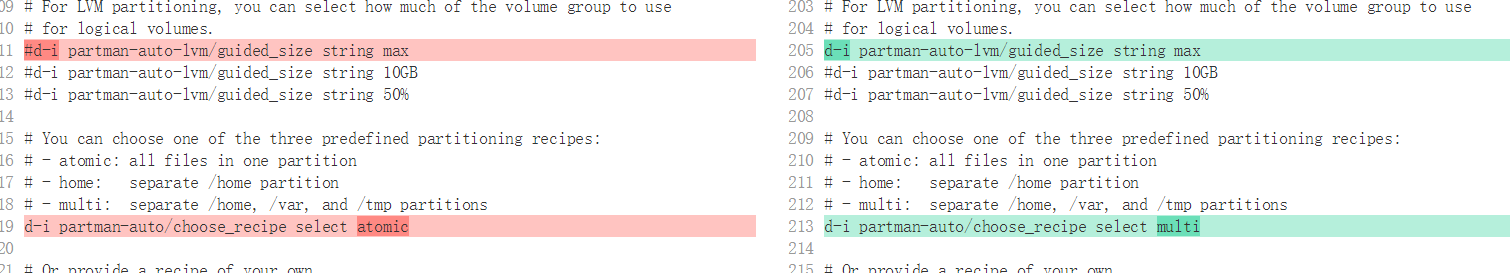 09 # For LVM partitioning, you can select how much of the volume group to use
10 # for logical volumes.
11 #d-i partman-auto-lvm/guided_size string max
12 #d-i partman-auto-lvm/guided_size string 10GB
13 #d-i partman-auto-lvm/guided_size string 50%
14
15 # You can choose one of the three predefined partitioning recipes:
16 # - atomic: all files in one partition
17 # - home:   separate /home partition
18 # - multi:  separate /home, /var, and /tmp partitions
19 d-i partman-auto/choose_recipe select atomic
20
21 # Or provide a recipe of your own
203 # For LVM partitioning, you can select how much of the volume group to use
204 # for logical volumes.
205 d-i partman-auto-lvm/guided_size string max
206 #d-i partman-auto-lvm/guided_size string 10GB
207 #d-i partman-auto-lvm/guided_size string 50%
208
209 # You can choose one of the three predefined partitioning recipes:
210 # - atomic: all files in one partition
211 # - home:   separate /home partition
212 # - multi:  separate /home, /var, and /tmp partitions
213 d-i partman-auto/choose_recipe select multi
214
215 # Or provide a recipe of your own